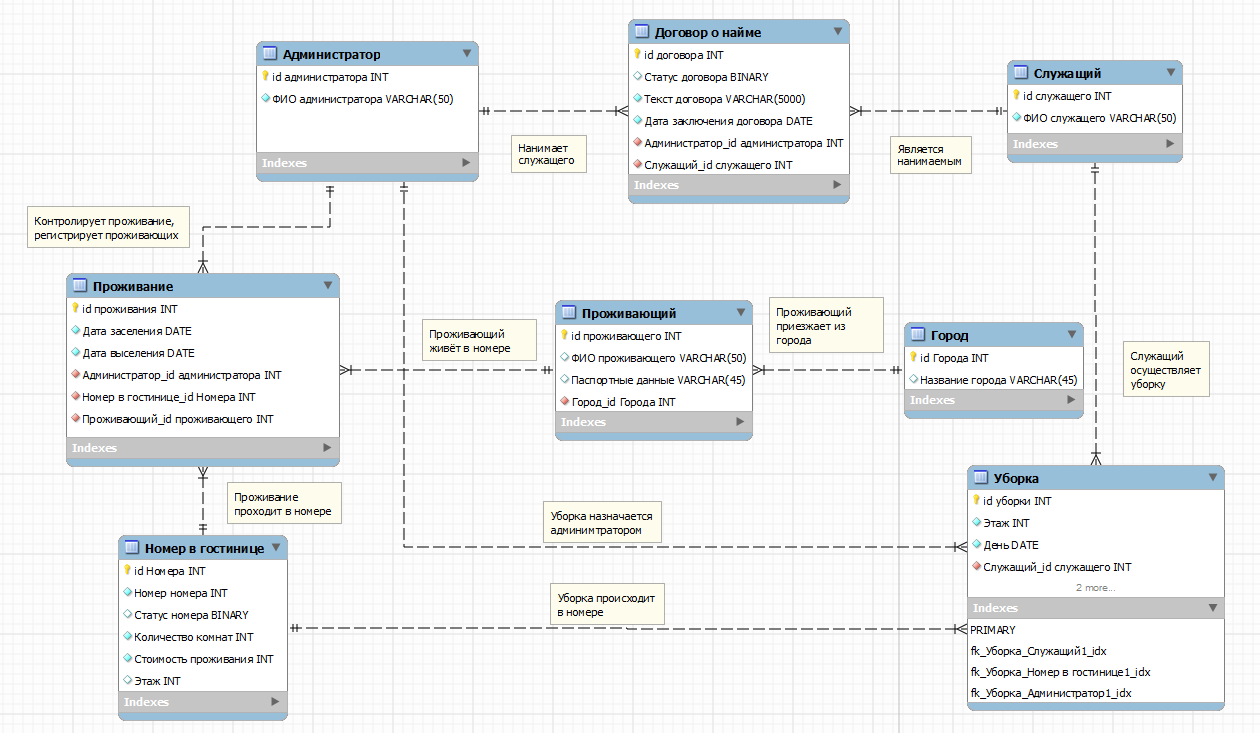 Администратор
id администратора INT
ФИО администратора VARCHAR(50)
Indexes
Нанимает
служащего
Договор о найме
id договора INT
Статус договора BINARY
Текст договора VARCHAR(5000)
Дата заключения договора DATE
Администратор_id администратора INT
Служащий_id служащего INT
Indexes
Является
нанимаемым
Служащий
id служащего INT
ФИО служащего VARCHAR(50)
Indexes
Контролирует проживание,
регистрирует проживающих
Проживание
id проживания INT
Дата заселения DATE
Дата выселения DATE
Администратор_id администратора INT
Номер в гостинице_id Номера INT
Проживающий_id проживающего INT
Indexes
Проживающий
живёт в номере
Проживающий
id проживающего INT
ФИО проживающего VARCHAR(50)
Паспортные данные VARCHAR(45)
Город_id Города INT
Indexes
Проживающий
приезжает из
города
Город
id Города INT
Название города VARCHAR(45)
Indexes
Служащий
осуществляет
уборку
Проживание
проходит в номере
Номер в гостинице
id Номера INT
Номер номера INT
Статус номера BINARY
Количество комнат INT
Стоимость проживания INT
Этаж INT
Indexes
Уборка назначается
адмиимтратором
Уборка происходит
в номере
Уборка
id уборки INT
Этаж INT
День DATE
Служащий_id служащего INT
2 more...
Indexes
PRIMARY
fk_Уборка_Служащий1_idx
fk_Уборка_Номер в гостинице1_idx
fk_Уборка_Администратор1_idx